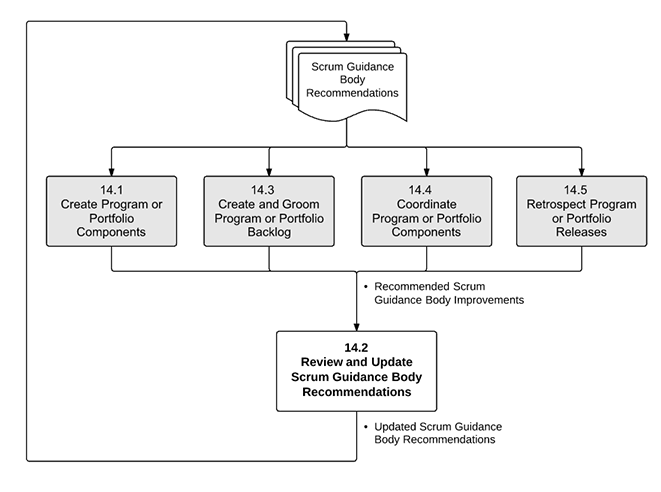 Scrum Guidance
Body
Recommendations
14.1
Create Program or
Portfolio
Components
14.3
Create and Groom
Program or Portfolio
Backlog
14.4
Coordinate
Program or Portfolio
Components
14.5
Retrospect Program
or Portfolio
Releases
• Recommended Scrum
Guidance Body Improvements
14.2
Review and Update
Scrum Guidance Body
Recommendations
• Updated Scrum Guidance
Body Recommendations